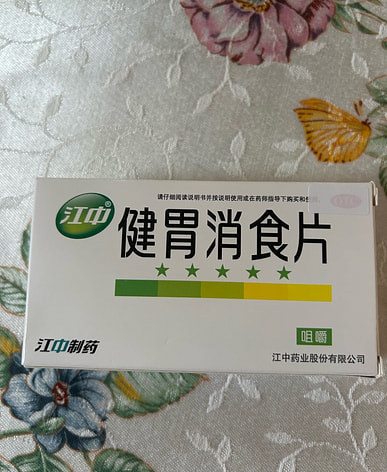 请仔细阅读说明书并按说明使用或在药师指导下购买和使用
OTC
江中®
健胃消食片
咀嚼
江中制药
江中药业股份有限公司